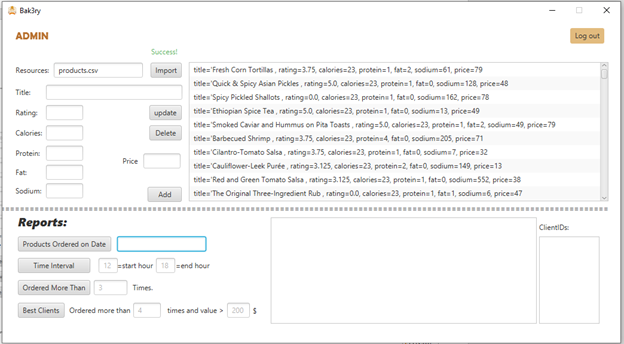 Bak3ry
ADMIN
Log out
Success!
Resources: products.csv Import
Title:
Rating: update
Calories: Delete
Protein:
Price
Fat:
Sodium:
Add
title='Fresh Corn Tortillas , rating=3.75, calories=23, protein=1, fat=2, sodium=61, price=79
title='Quick & Spicy Asian Pickles , rating=5.0, calories=23, protein=1, fat=0, sodium=128, price=48
title='Spicy Pickled Shallots , rating=0.0, calories=23, protein=1, fat=0, sodium=162, price=78
title='Ethiopian Spice Tea , rating=5.0, calories=23, protein=1, fat=0, sodium=13, price=49
title='Smoked Caviar and Hummus on Pita Toasts , rating=5.0, calories=23, protein=1, fat=2, sodium=49, price=79
title='Barbecued Shrimp , rating=3.75, calories=23, protein=4, fat=0, sodium=205, price=71
title='Cilantro-Tomato Salsa , rating=3.75, calories=23, protein=1, fat=0, sodium=7, price=32
title='Cauliflower-Leek Purée , rating=3.125, calories=23, protein=2, fat=0, sodium=149, price=13
title='Red and Green Tomato Salsa , rating=3.125, calories=23, protein=1, fat=0, sodium=552, price=38
title='The Original Three-Ingredient Rub , rating=0.0, calories=23, protein=1, fat=1, sodium=6, price=47
Reports:
Products Ordered on Date
Time Interval 12 =start hour 18 =end hour
Ordered More Than 3 Times.
Best Clients Ordered more than 4 times and value > 200 $
ClientIDs: